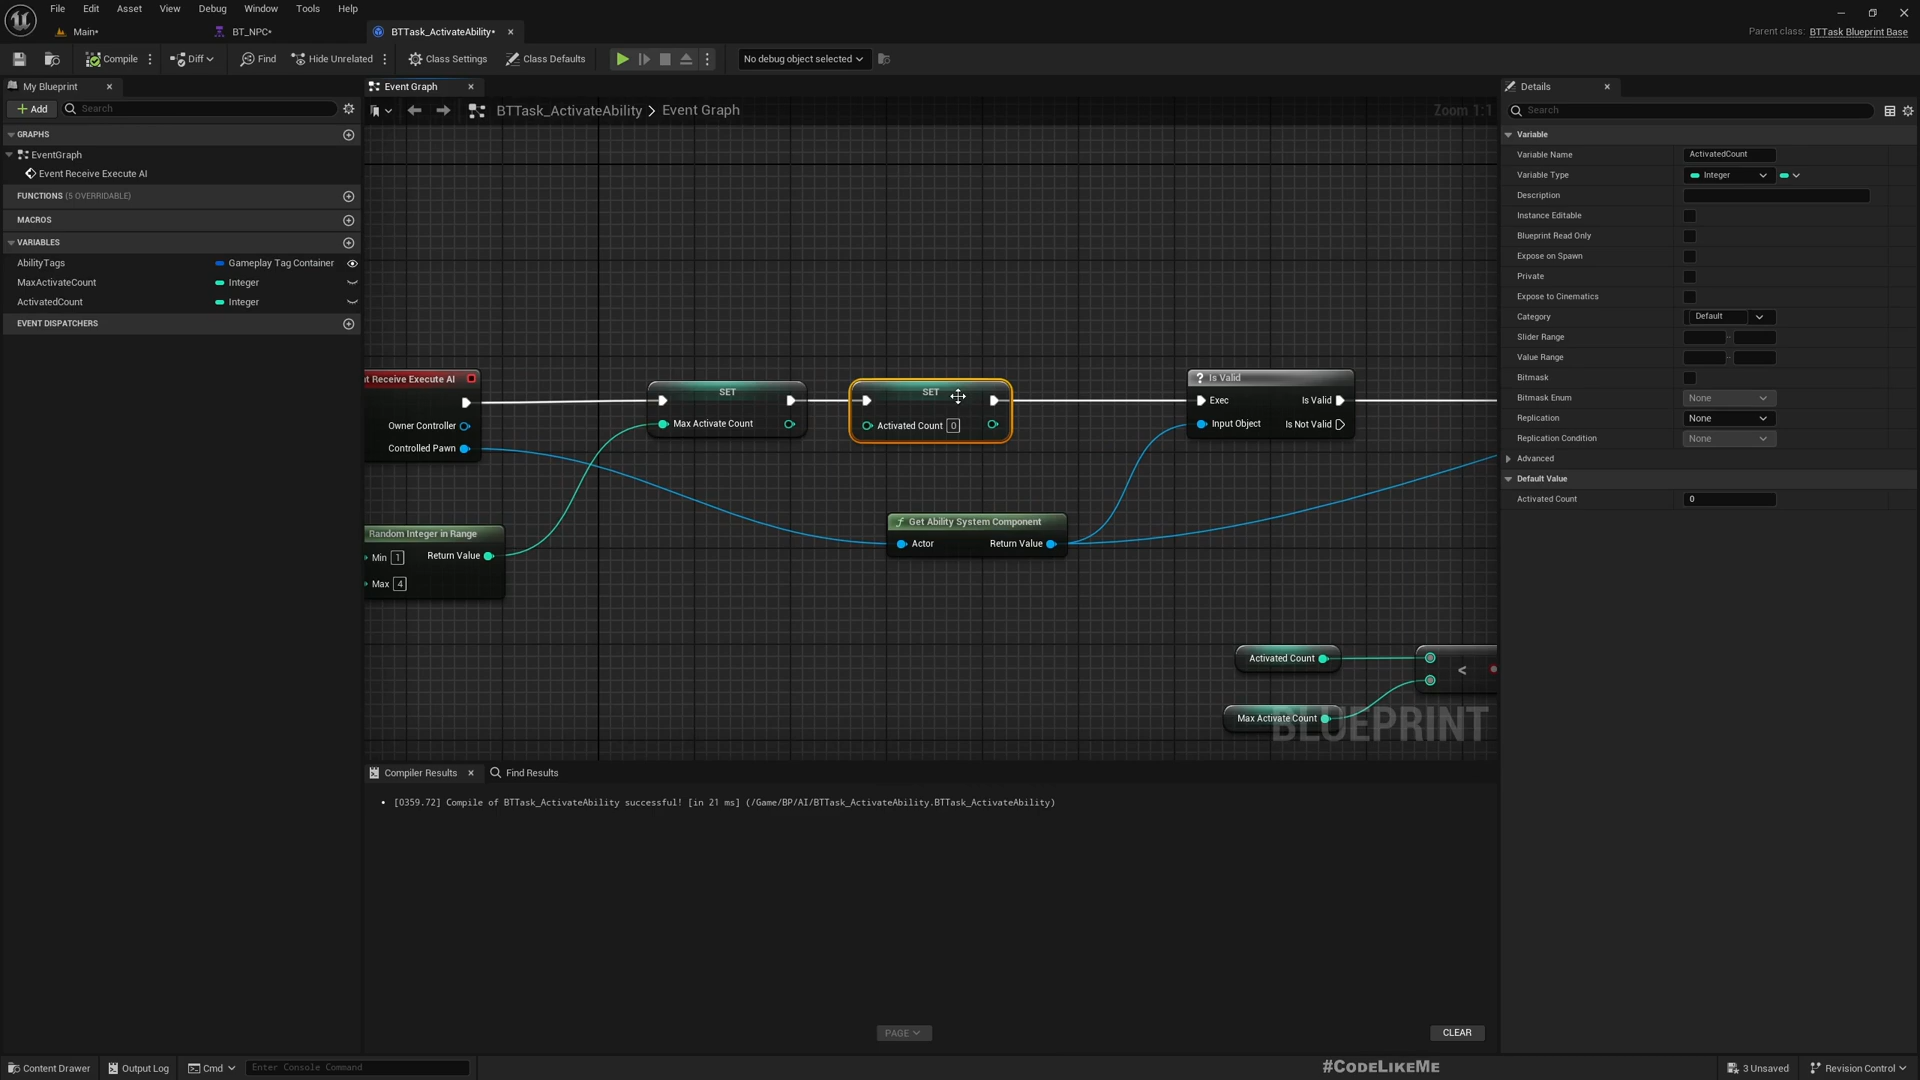 File Edit Asset View Debug Window Tools Help
Main*
BT_NPC*
BTTask_ActivateAbility*
Parent class: BTTask Blueprint Base
Compile
Diff
Find
Hide Unrelated
Class Settings
Class Defaults
No debug object selected
My Blueprint
Add
Search
GRAPHS
EventGraph
Event Receive Execute AI
FUNCTIONS (5 OVERRIDABLE)
MACROS
VARIABLES
AbilityTags Gameplay Tag Container
MaxActivateCount Integer
ActivatedCount Integer
EVENT DISPATCHERS
Event Graph
BTTask_ActivateAbility > Event Graph
Zoom 1:1
nt Receive Execute AI
Owner Controller
Controlled Pawn
Random Integer in Range
Min 1 Return Value
Max 4
SET
Max Activate Count
SET
Activated Count 0
? Is Valid
Exec Is Valid
Input Object Is Not Valid
f Get Ability System Component
Actor Return Value
Activated Count
Max Activate Count
<
BLUEPRINT
Compiler Results
Find Results
• [0359.72] Compile of BTTask_ActivateAbility successful! [in 21 ms] (/Game/BP/AI/BTTask_ActivateAbility.BTTask_ActivateAbility)
PAGE
CLEAR
Details
Search
Variable
Variable Name ActivatedCount
Variable Type Integer
Description
Instance Editable
Blueprint Read Only
Expose on Spawn
Private
Expose to Cinematics
Category Default
Slider Range
Value Range
Bitmask
Bitmask Enum None
Replication None
Replication Condition None
Advanced
Default Value
Activated Count 0
Content Drawer
Output Log
Cmd
Enter Console Command
#CodeLikeMe
3 Unsaved
Revision Control